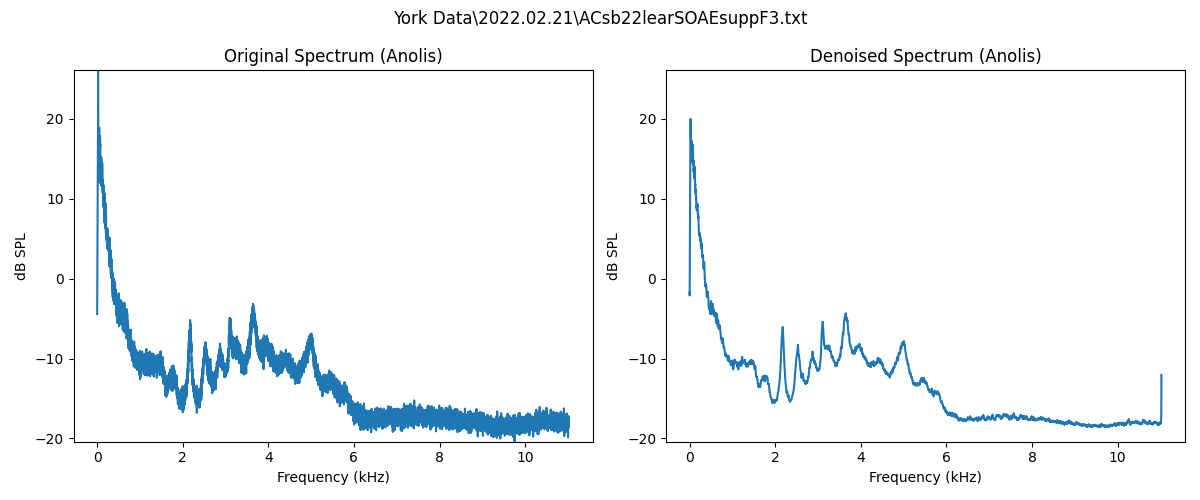 York Data\2022.02.21\ACsb22learSOAEsuppF3.txt
Original Spectrum (Anolis)
dB SPL
20
10
0
−10
−20
0 2 4 6 8 10
Frequency (kHz)
Denoised Spectrum (Anolis)
dB SPL
20
10
0
−10
−20
0 2 4 6 8 10
Frequency (kHz)